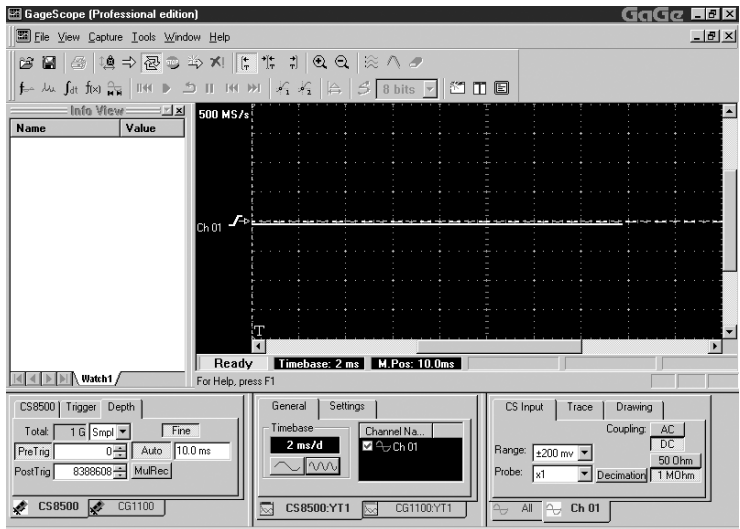 GageScope (Professional edition)
GaGe
File View Capture Tools Window Help
8 bits
Info View
Name Value
500 MS/s
Ch 01
T
Watch1
Ready Timebase: 2 ms M.Pos: 10.0ms
For Help, press F1
CS8500 Trigger Depth
Total: 1 G Smpl Fine
PreTrig 0 Auto 10.0 ms
PostTrig 8388608 MulRec
CS8500 CG1100
General Settings
Timebase
2 ms/d
Channel Na...
Ch 01
CS8500:YT1 CG1100:YT1
CS Input Trace Drawing
Coupling: AC
DC
Range: ±200 mv 50 Ohm
Probe: x1 Decimation 1 MOhm
All Ch 01